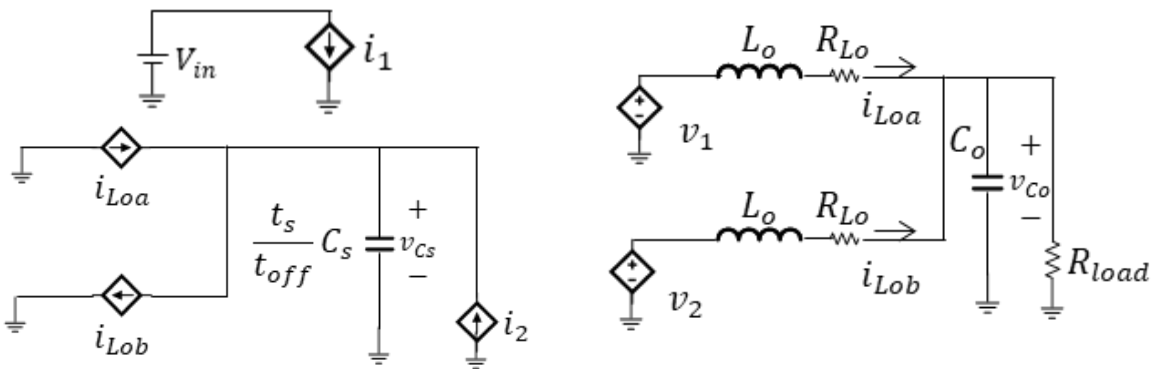 V_in
i_1
i_Loa
t_s
t_off
C_s
+
v_Cs
−
i_Lob
i_2
L_o
R_Lo
+
−
i_Loa
v_1
C_o
+
v_Co
−
L_o
R_Lo
+
−
i_Lob
v_2
R_load